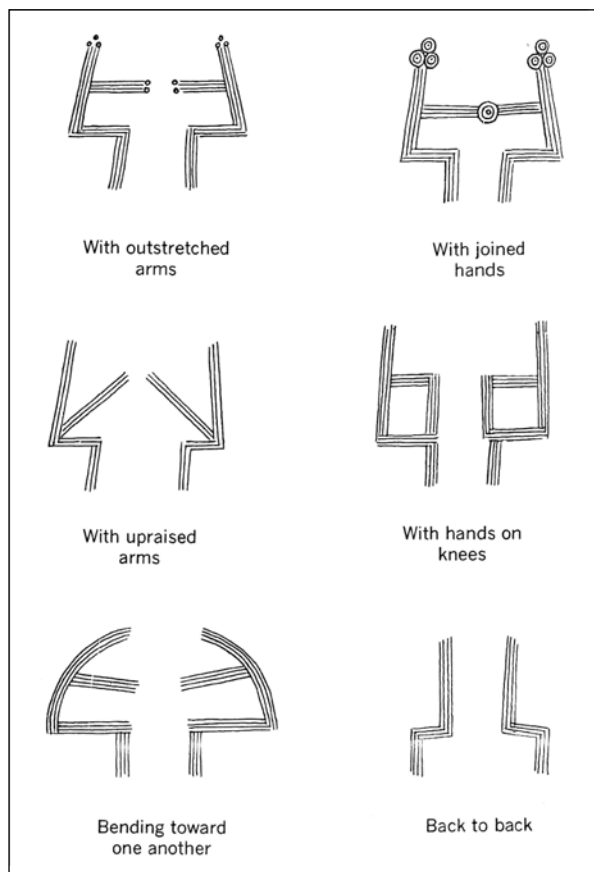 With outstretched
arms
With joined
hands
With upraised
arms
With hands on
knees
Bending toward
one another
Back to back